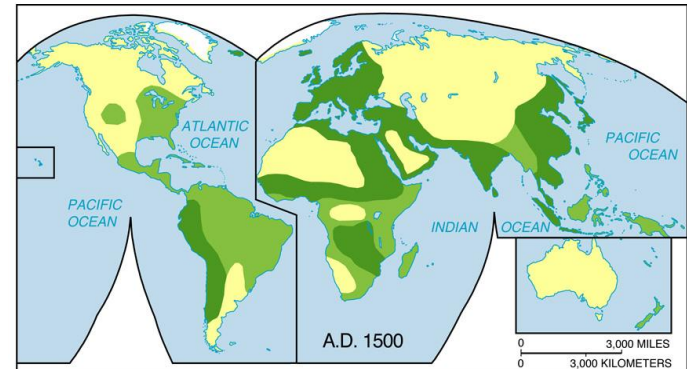 ATLANTIC
OCEAN
PACIFIC
OCEAN
PACIFIC
OCEAN
INDIAN
OCEAN
A.D. 1500
0 3,000 MILES
0 3,000 KILOMETERS